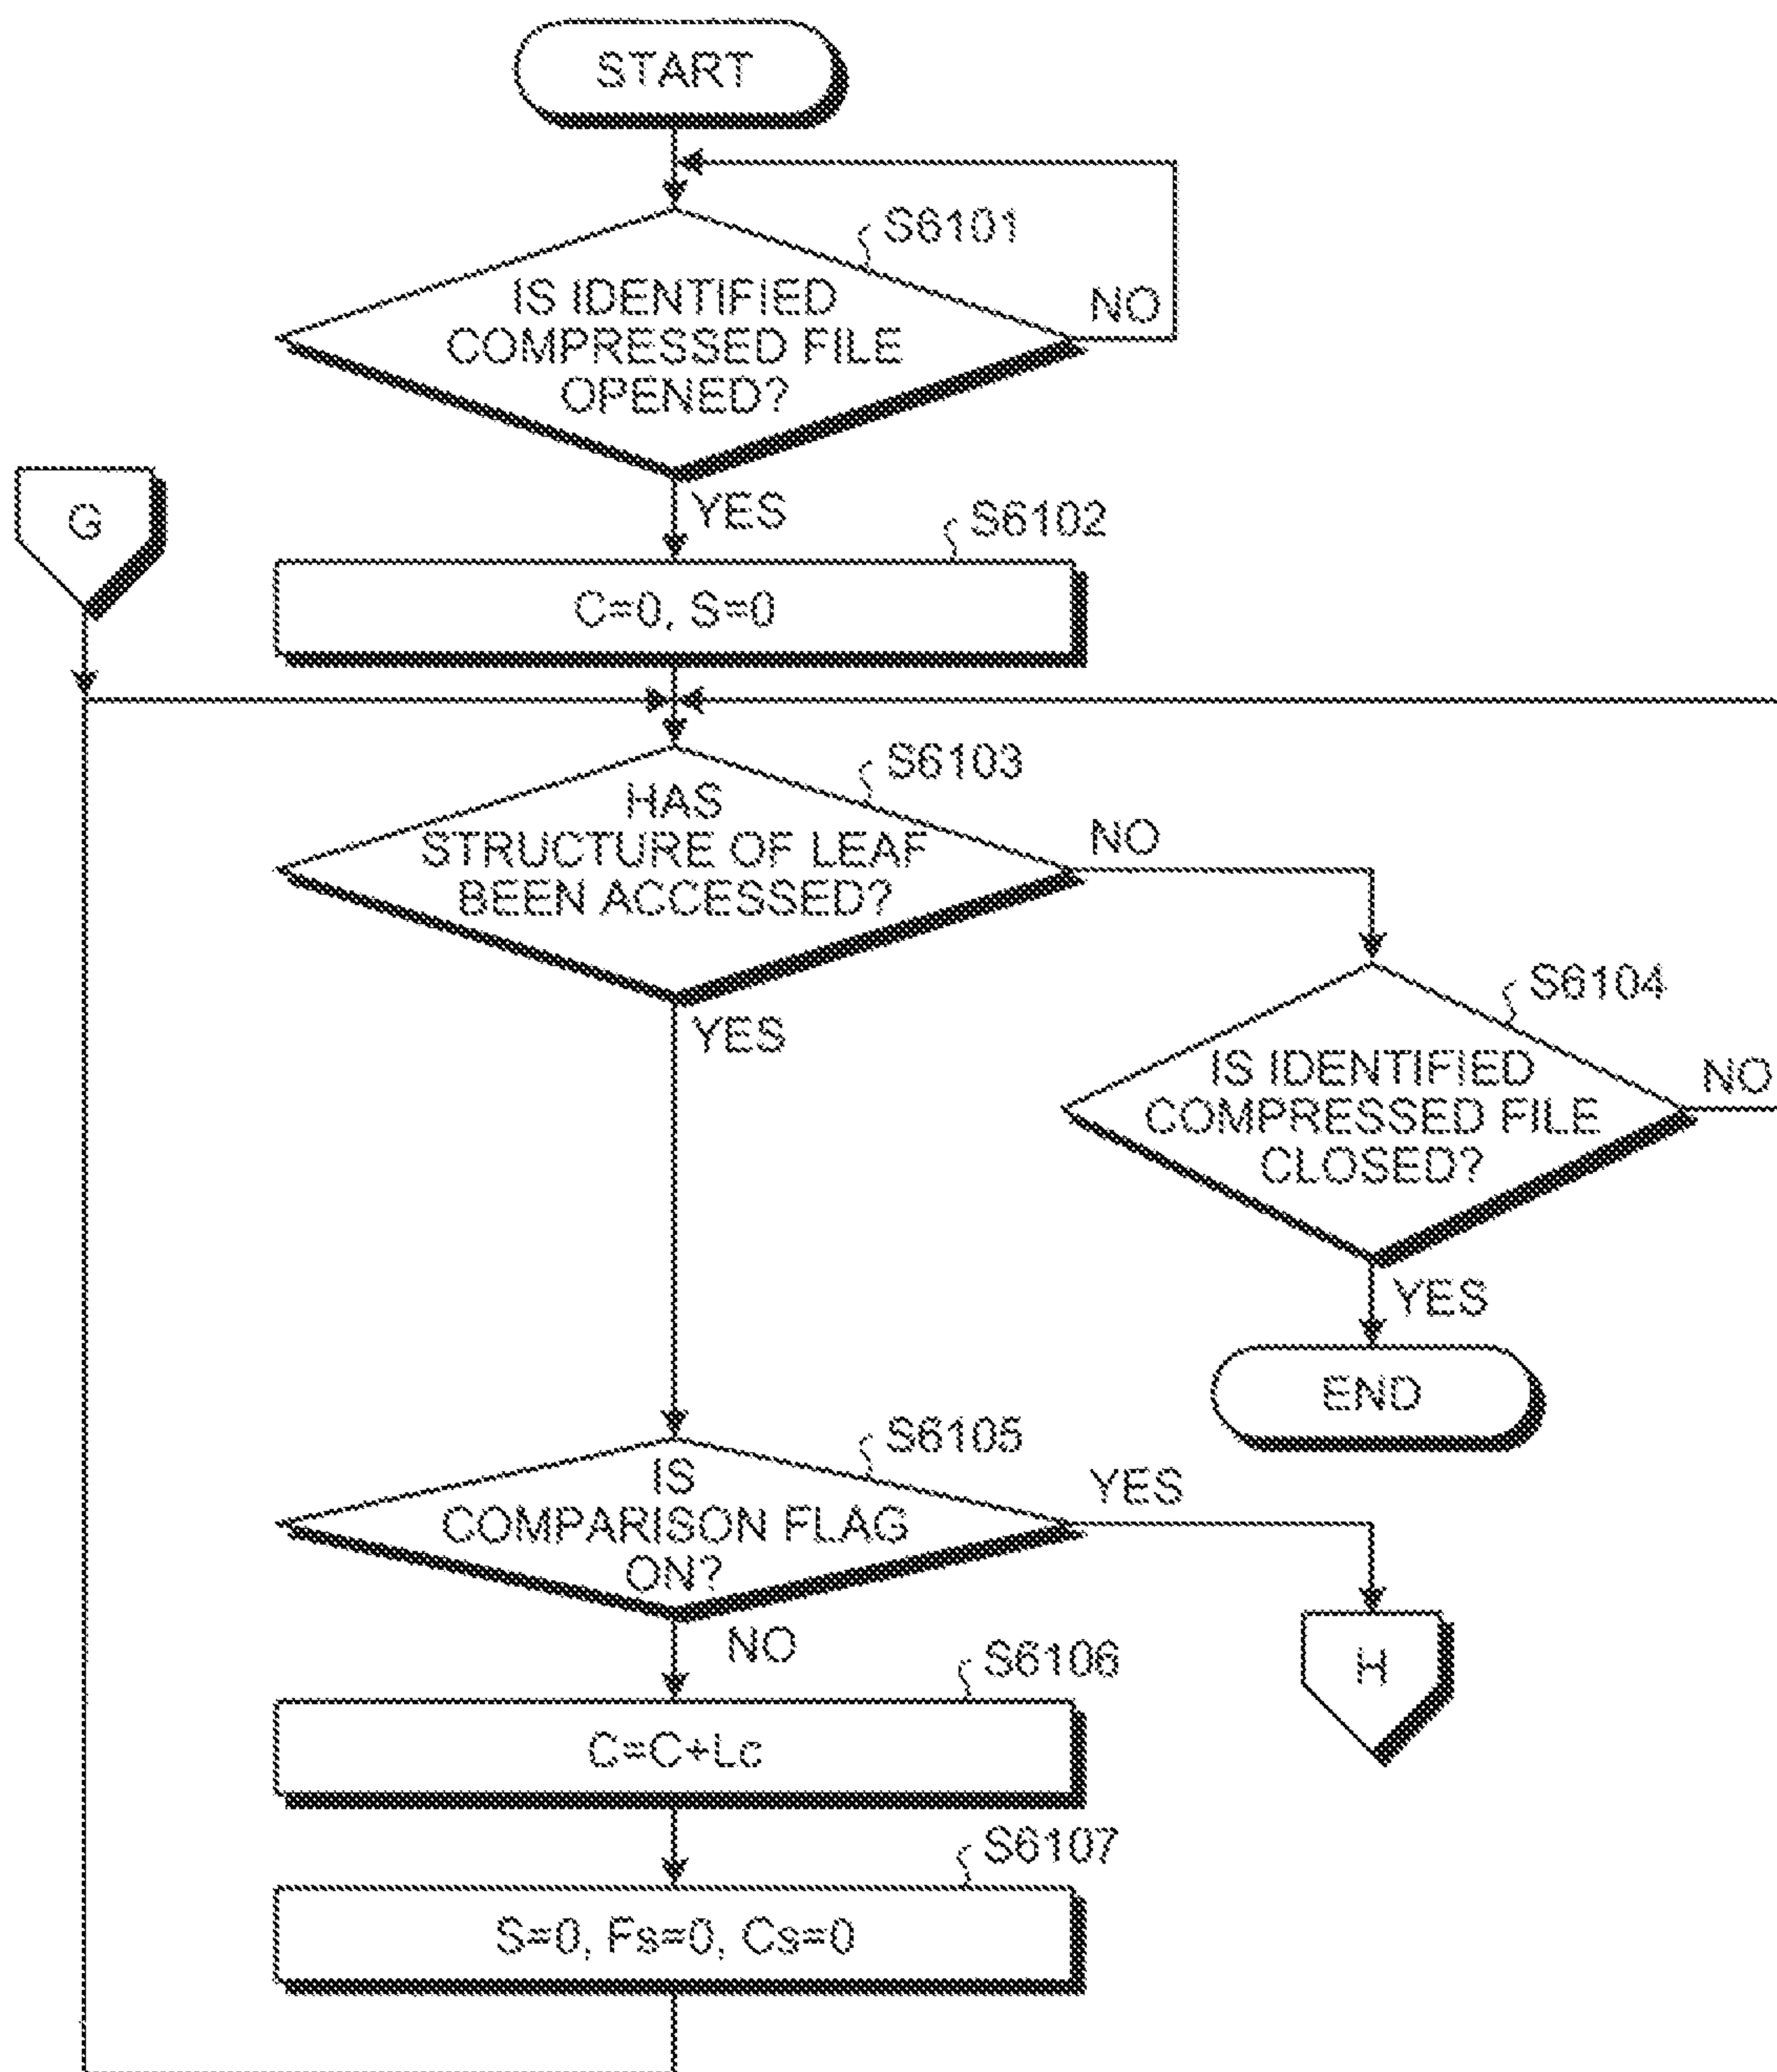 START
S6101
IS IDENTIFIED
COMPRESSED FILE
OPENED?
NO
YES
G
S6102
C=0, S=0
S6103
HAS
STRUCTURE OF LEAF
BEEN ACCESSED?
NO
YES
S6104
IS IDENTIFIED
COMPRESSED FILE
CLOSED?
NO
YES
END
S6105
IS
COMPARISON FLAG
ON?
YES
NO
H
S6106
C=C+Lc
S6107
S=0, Fs=0, Cs=0